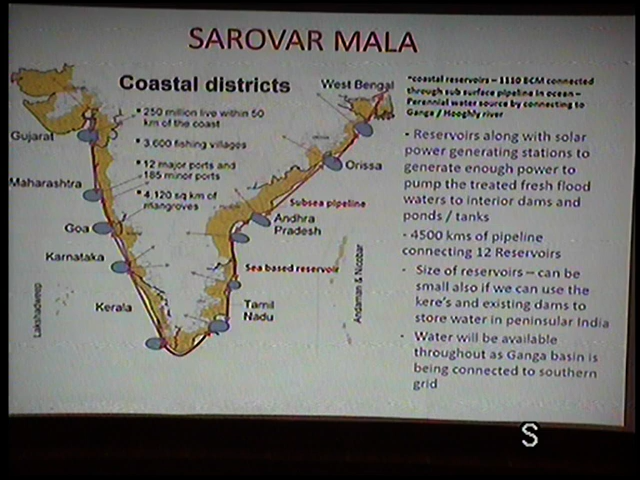 SAROVAR MALA
Coastal districts
250 million live within 50
km of the coast
3,600 fishing villages
12 major ports and
185 minor ports
4,120 sq km of
mangroves
West Bengal
Gujarat
Orissa
Maharashtra
Subsea pipeline
Goa
Andhra
Pradesh
Karnataka
Sea based reservoir
Kerala
Tamil
Nadu
Lakshadweep
Andaman & Nicobar
*coastal reservoirs – 1110 BCM connected
through sub surface pipeline in ocean –
Perennial water source by connecting to
Ganga / Hooghly river
- Reservoirs along with solar
power generating stations to
generate enough power to
pump the treated fresh flood
waters to interior dams and
ponds / tanks
- 4500 kms of pipeline
connecting 12 Reservoirs
- Size of reservoirs – can be
small also if we can use the
kere's and existing dams to
store water in peninsular India
- Water will be available
throughout as Ganga basin is
being connected to southern
grid
S